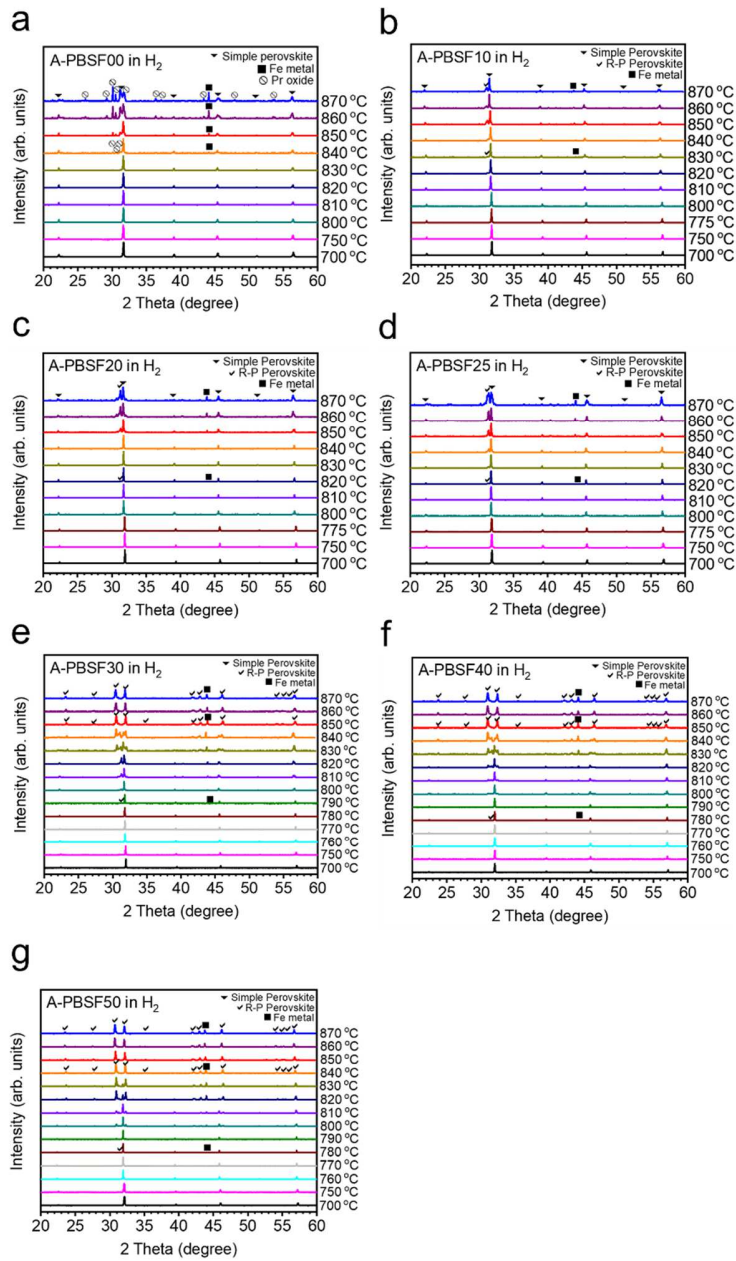 a
A-PBSF00 in H₂
Simple perovskite
Fe metal
Pr oxide
870 °C
860 °C
850 °C
840 °C
830 °C
820 °C
810 °C
800 °C
750 °C
700 °C
Intensity (arb. units)
20 25 30 35 40 45 50 55 60
2 Theta (degree)
b
A-PBSF10 in H₂
Simple Perovskite
R-P Perovskite
Fe metal
870 °C
860 °C
850 °C
840 °C
830 °C
820 °C
810 °C
800 °C
775 °C
750 °C
700 °C
Intensity (arb. units)
20 25 30 35 40 45 50 55 60
2 Theta (degree)
c
A-PBSF20 in H₂
Simple Perovskite
R-P Perovskite
Fe metal
870 °C
860 °C
850 °C
840 °C
830 °C
820 °C
810 °C
800 °C
775 °C
750 °C
700 °C
Intensity (arb. units)
20 25 30 35 40 45 50 55 60
2 Theta (degree)
d
A-PBSF25 in H₂
Simple Perovskite
R-P Perovskite
Fe metal
870 °C
860 °C
850 °C
840 °C
830 °C
820 °C
810 °C
800 °C
775 °C
750 °C
700 °C
Intensity (arb. units)
20 25 30 35 40 45 50 55 60
2 Theta (degree)
e
A-PBSF30 in H₂
Simple Perovskite
R-P Perovskite
Fe metal
870 °C
860 °C
850 °C
840 °C
830 °C
820 °C
810 °C
800 °C
790 °C
780 °C
770 °C
760 °C
750 °C
700 °C
Intensity (arb. units)
20 25 30 35 40 45 50 55 60
2 Theta (degree)
f
A-PBSF40 in H₂
Simple Perovskite
R-P Perovskite
Fe metal
870 °C
860 °C
850 °C
840 °C
830 °C
820 °C
810 °C
800 °C
790 °C
780 °C
770 °C
760 °C
750 °C
700 °C
Intensity (arb. units)
20 25 30 35 40 45 50 55 60
2 Theta (degree)
g
A-PBSF50 in H₂
Simple Perovskite
R-P Perovskite
Fe metal
870 °C
860 °C
850 °C
840 °C
830 °C
820 °C
810 °C
800 °C
790 °C
780 °C
770 °C
760 °C
750 °C
700 °C
Intensity (arb. units)
20 25 30 35 40 45 50 55 60
2 Theta (degree)